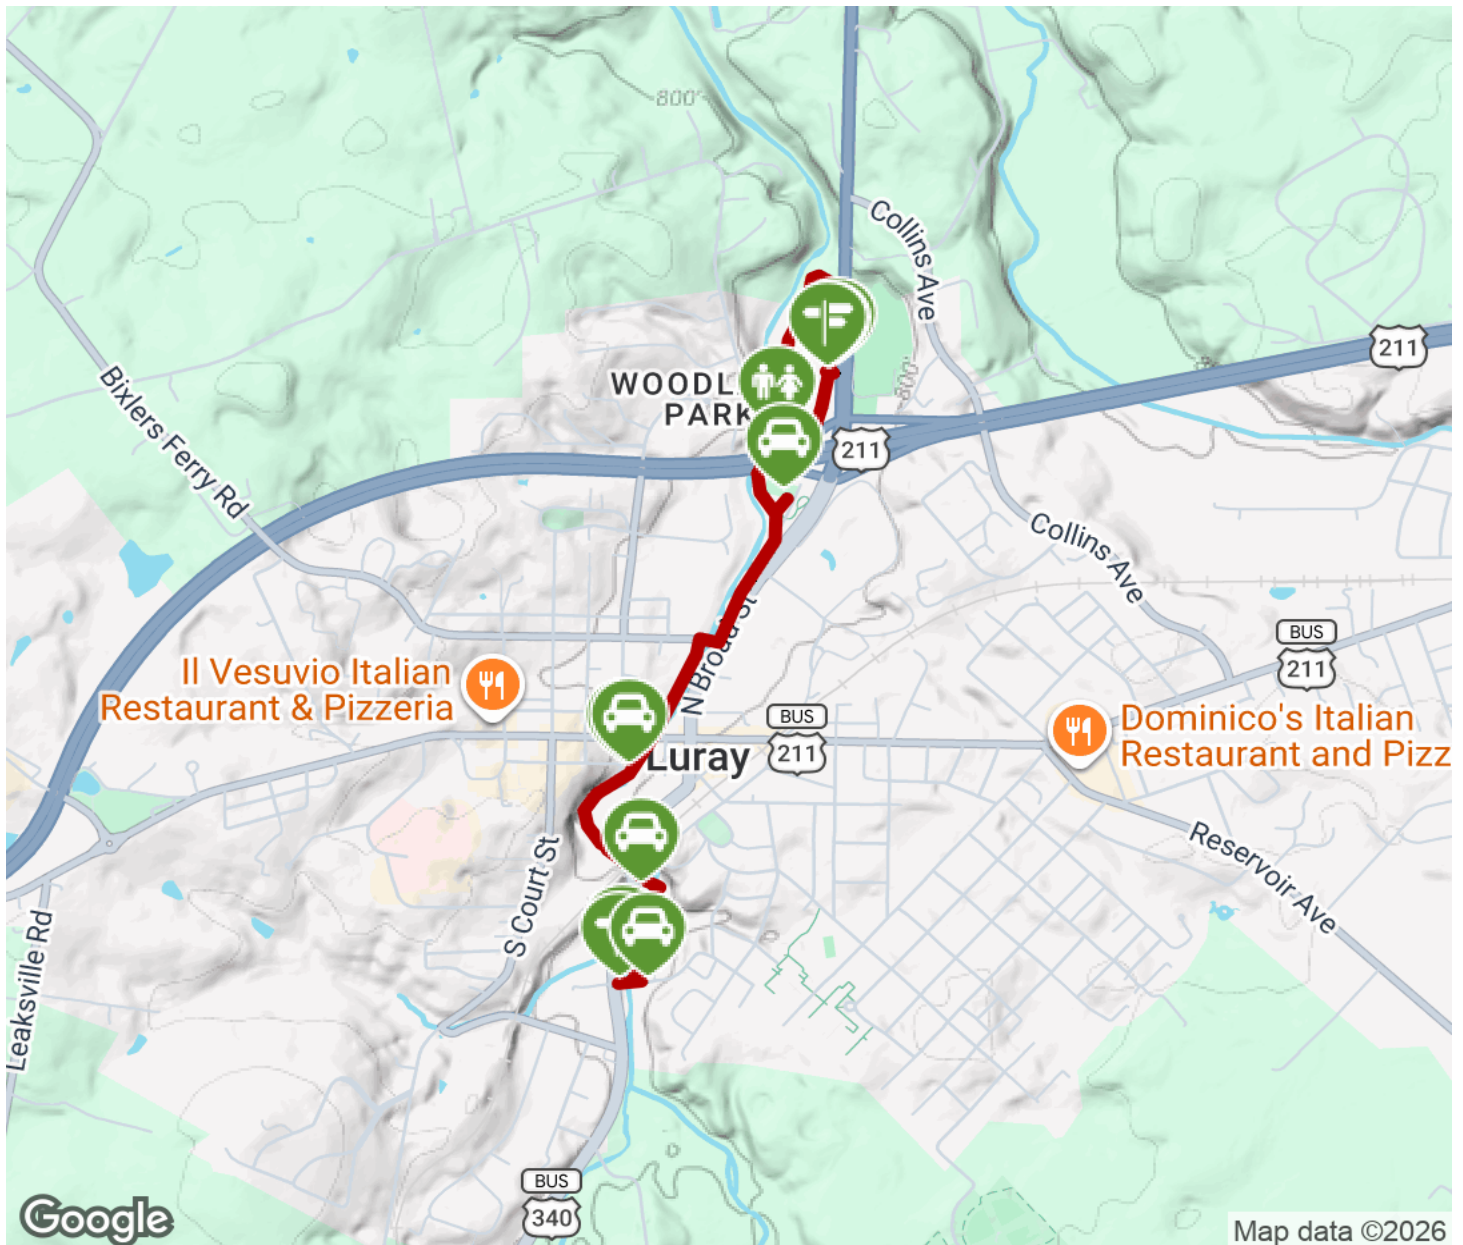 800'
Collins Ave
211
WOODL
PARK
211
Bixlers Ferry Rd
Collins Ave
N Broad St
BUS
211
Il Vesuvio Italian
Restaurant & Pizzeria
BUS
211
Luray
Dominico's Italian
Restaurant and Pizz
800'
S Court St
Reservoir Ave
Leaksville Rd
BUS
340
Google
Map data ©2026